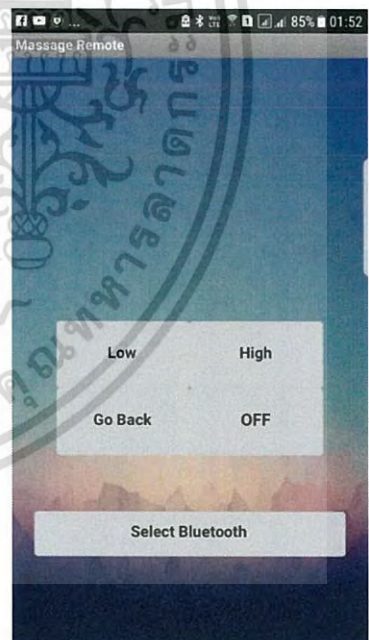 ... 85% 01:52
Massage Remote
Low High
Go Back OFF
Select Bluetooth